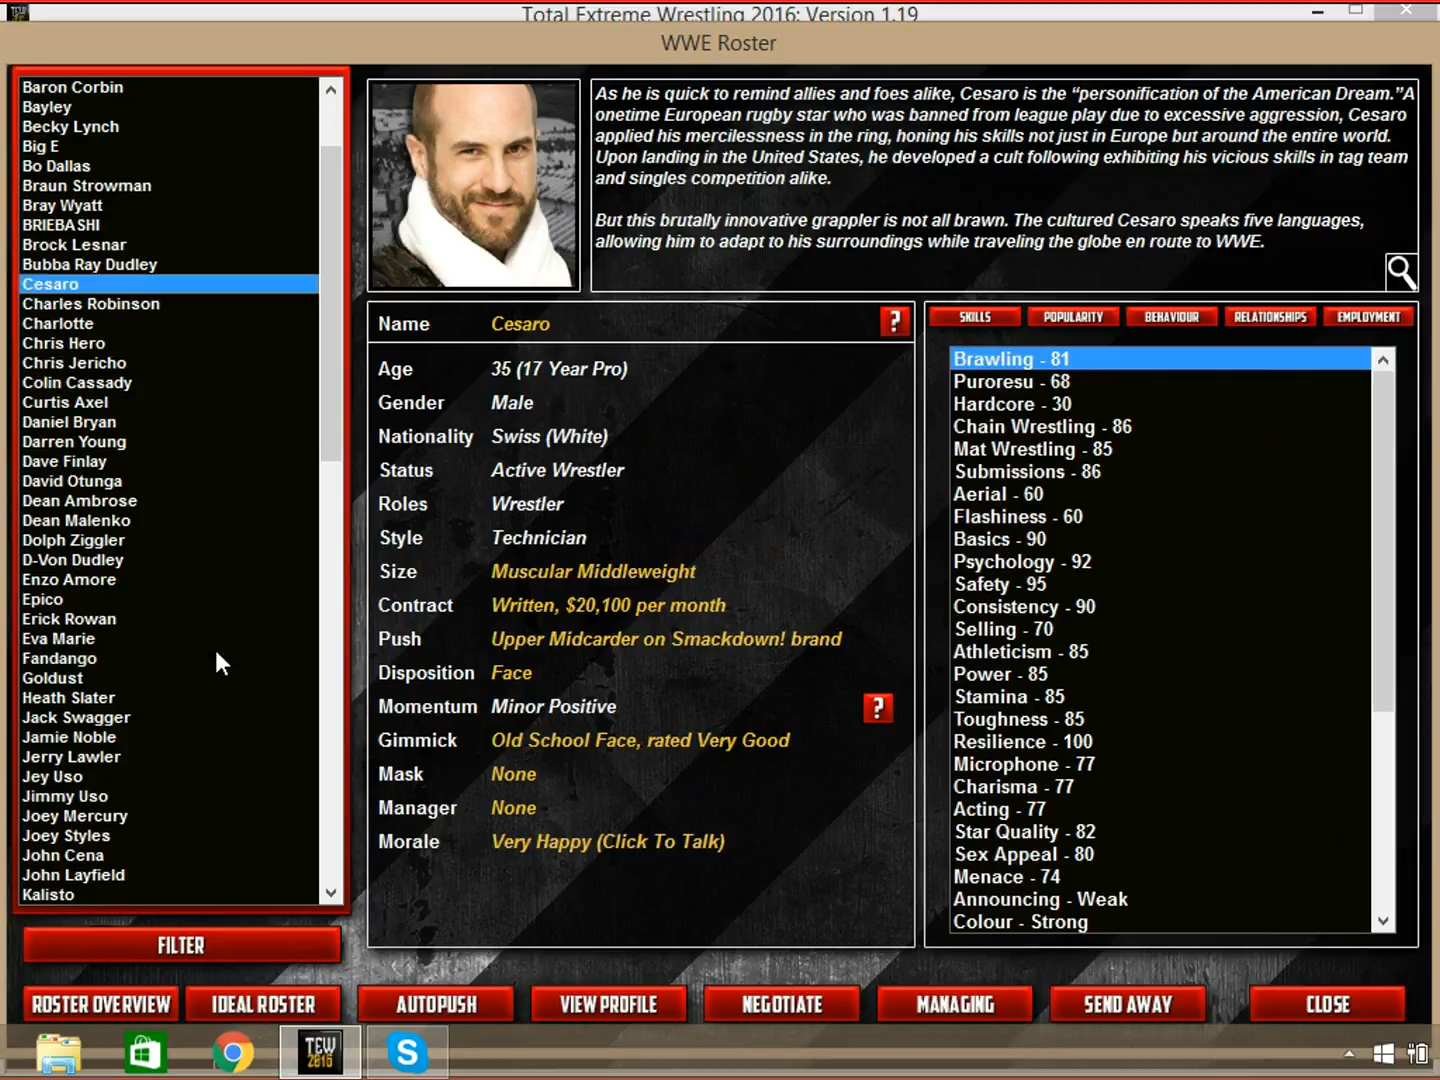 Total Extreme Wrestling 2016: Version 1.19
WWE Roster
Baron Corbin
Bayley
Becky Lynch
Big E
Bo Dallas
Braun Strowman
Bray Wyatt
BRIEBASHI
Brock Lesnar
Bubba Ray Dudley
Cesaro
Charles Robinson
Charlotte
Chris Hero
Chris Jericho
Colin Cassady
Curtis Axel
Daniel Bryan
Darren Young
Dave Finlay
David Otunga
Dean Ambrose
Dean Malenko
Dolph Ziggler
D-Von Dudley
Enzo Amore
Epico
Erick Rowan
Eva Marie
Fandango
Goldust
Heath Slater
Jack Swagger
Jamie Noble
Jerry Lawler
Jey Uso
Jimmy Uso
Joey Mercury
Joey Styles
John Cena
John Layfield
Kalisto
FILTER
As he is quick to remind allies and foes alike, Cesaro is the “personification of the American Dream.”A
onetime European rugby star who was banned from league play due to excessive aggression, Cesaro
applied his mercilessness in the ring, honing his skills not just in Europe but around the entire world.
Upon landing in the United States, he developed a cult following exhibiting his vicious skills in tag team
and singles competition alike.
But this brutally innovative grappler is not all brawn. The cultured Cesaro speaks five languages,
allowing him to adapt to his surroundings while traveling the globe en route to WWE.
Name Cesaro ?
Age 35 (17 Year Pro)
Gender Male
Nationality Swiss (White)
Status Active Wrestler
Roles Wrestler
Style Technician
Size Muscular Middleweight
Contract Written, $20,100 per month
Push Upper Midcarder on Smackdown! brand
Disposition Face
Momentum Minor Positive ?
Gimmick Old School Face, rated Very Good
Mask None
Manager None
Morale Very Happy (Click To Talk)
SKILLS POPULARITY BEHAVIOUR RELATIONSHIPS EMPLOYMENT
Brawling - 81
Puroresu - 68
Hardcore - 30
Chain Wrestling - 86
Mat Wrestling - 85
Submissions - 86
Aerial - 60
Flashiness - 60
Basics - 90
Psychology - 92
Safety - 95
Consistency - 90
Selling - 70
Athleticism - 85
Power - 85
Stamina - 85
Toughness - 85
Resilience - 100
Microphone - 77
Charisma - 77
Acting - 77
Star Quality - 82
Sex Appeal - 80
Menace - 74
Announcing - Weak
Colour - Strong
ROSTER OVERVIEW IDEAL ROSTER AUTOPUSH VIEW PROFILE NEGOTIATE MANAGING SEND AWAY CLOSE
TEW 2016 S